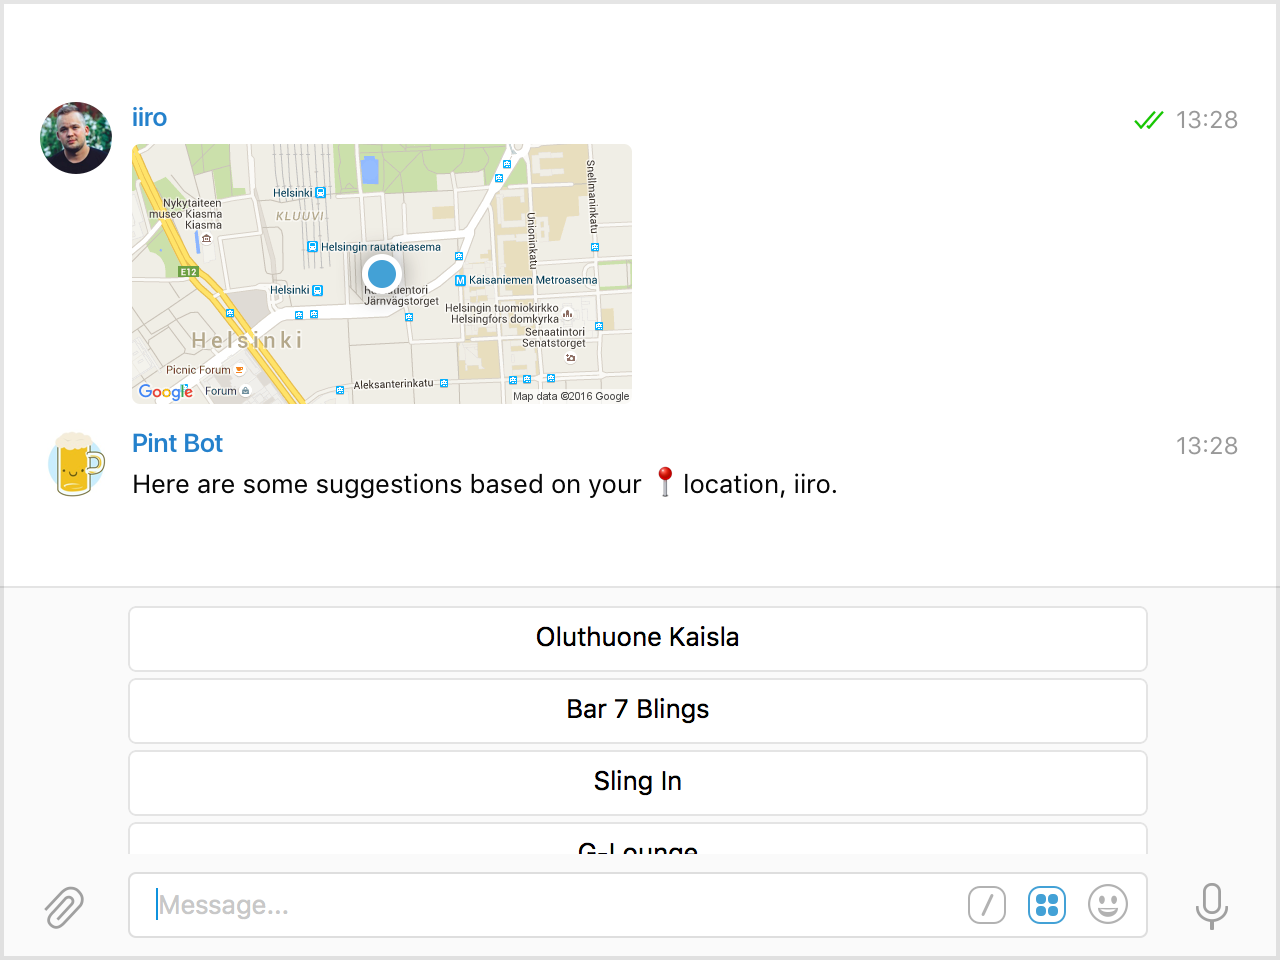 iiro
13:28
Helsinki
Nykytaiteen
museo Kiasma
Kiasma
KLUUVI
Snellmaninkatu
Unioninkatu
Helsingin rautatieasema
E12
Kaisaniemen Metroasema
Helsinki
Järnvägstorget
Helsingin tuomiokirkko
Helsingfors domkyrka
Senaatintori
Senatstorget
Helsinki
Picnic Forum
Aleksanterinkatu
Google
Forum
Map data ©2016 Google
Pint Bot
13:28
Here are some suggestions based on your 📍 location, iiro.
Oluthuone Kaisla
Bar 7 Blings
Sling In
G-Lounge
Message...